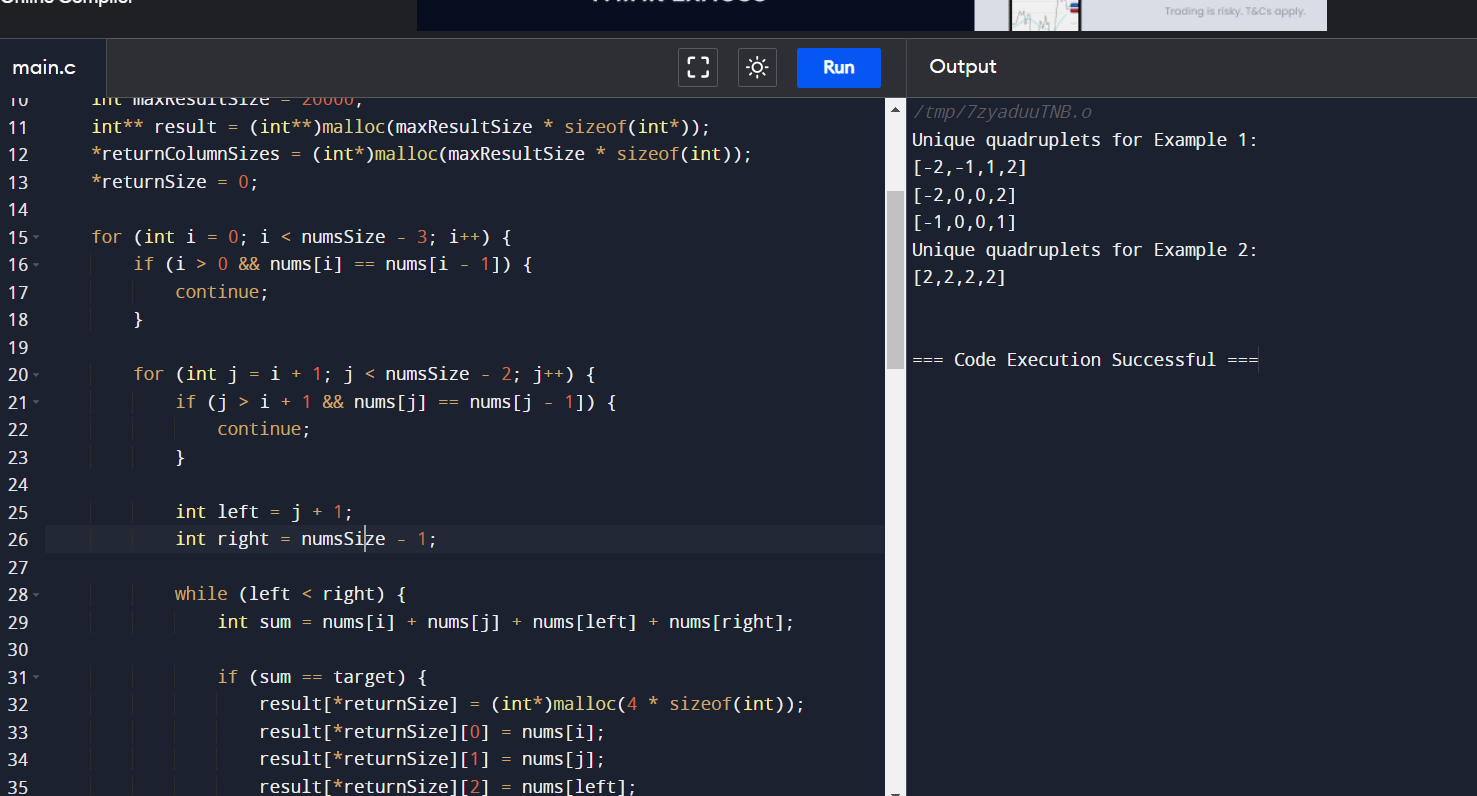 Online Compiler
Trading is risky. T&Cs apply.
main.c
Run
Output
10 int maxResultSize = 20000;
11 int** result = (int**)malloc(maxResultSize * sizeof(int*));
12 *returnColumnSizes = (int*)malloc(maxResultSize * sizeof(int));
13 *returnSize = 0;
14
15 for (int i = 0; i < numsSize - 3; i++) {
16 if (i > 0 && nums[i] == nums[i - 1]) {
17 continue;
18 }
19
20 for (int j = i + 1; j < numsSize - 2; j++) {
21 if (j > i + 1 && nums[j] == nums[j - 1]) {
22 continue;
23 }
24
25 int left = j + 1;
26 int right = numsSize - 1;
27
28 while (left < right) {
29 int sum = nums[i] + nums[j] + nums[left] + nums[right];
30
31 if (sum == target) {
32 result[*returnSize] = (int*)malloc(4 * sizeof(int));
33 result[*returnSize][0] = nums[i];
34 result[*returnSize][1] = nums[j];
35 result[*returnSize][2] = nums[left];
/tmp/7zyaduuTNB.o
Unique quadruplets for Example 1:
[-2,-1,1,2]
[-2,0,0,2]
[-1,0,0,1]
Unique quadruplets for Example 2:
[2,2,2,2]
=== Code Execution Successful ===